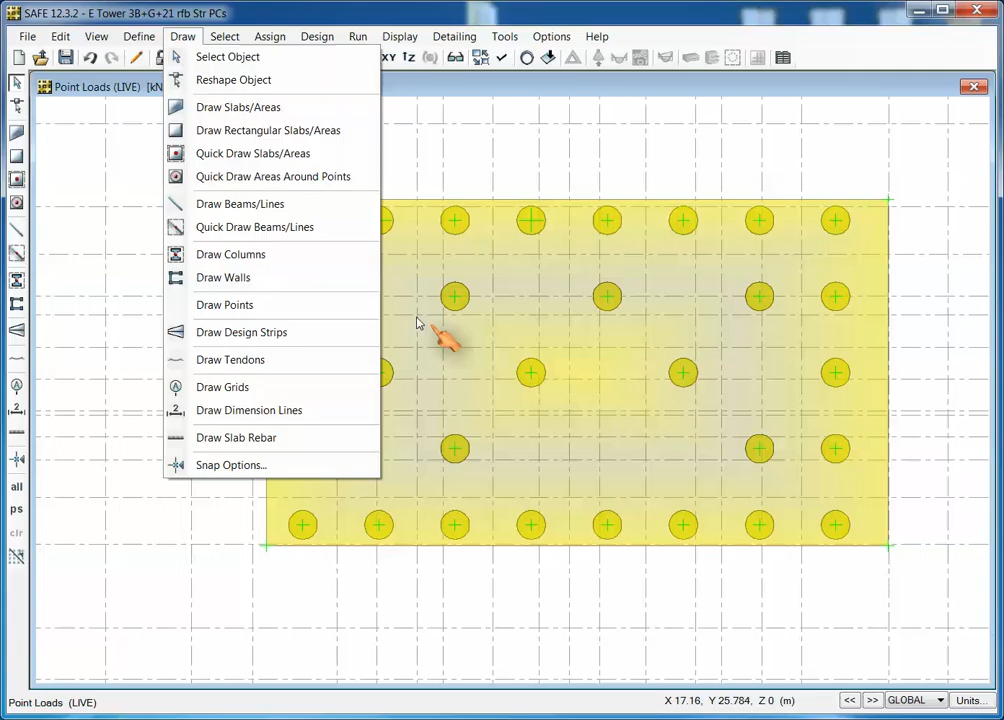 SAFE 12.3.2 - E Tower 3B+G+21 rfb Str PCs
File Edit View Define Draw Select Assign Design Run Display Detailing Tools Options Help
XY ↑z
Point Loads (LIVE) [kN
Select Object
Reshape Object
Draw Slabs/Areas
Draw Rectangular Slabs/Areas
Quick Draw Slabs/Areas
Quick Draw Areas Around Points
Draw Beams/Lines
Quick Draw Beams/Lines
Draw Columns
Draw Walls
Draw Points
Draw Design Strips
Draw Tendons
Draw Grids
Draw Dimension Lines
Draw Slab Rebar
Snap Options...
all
ps
clr
Point Loads (LIVE)
X 17.16, Y 25.784, Z 0 (m)
<< >> GLOBAL Units...